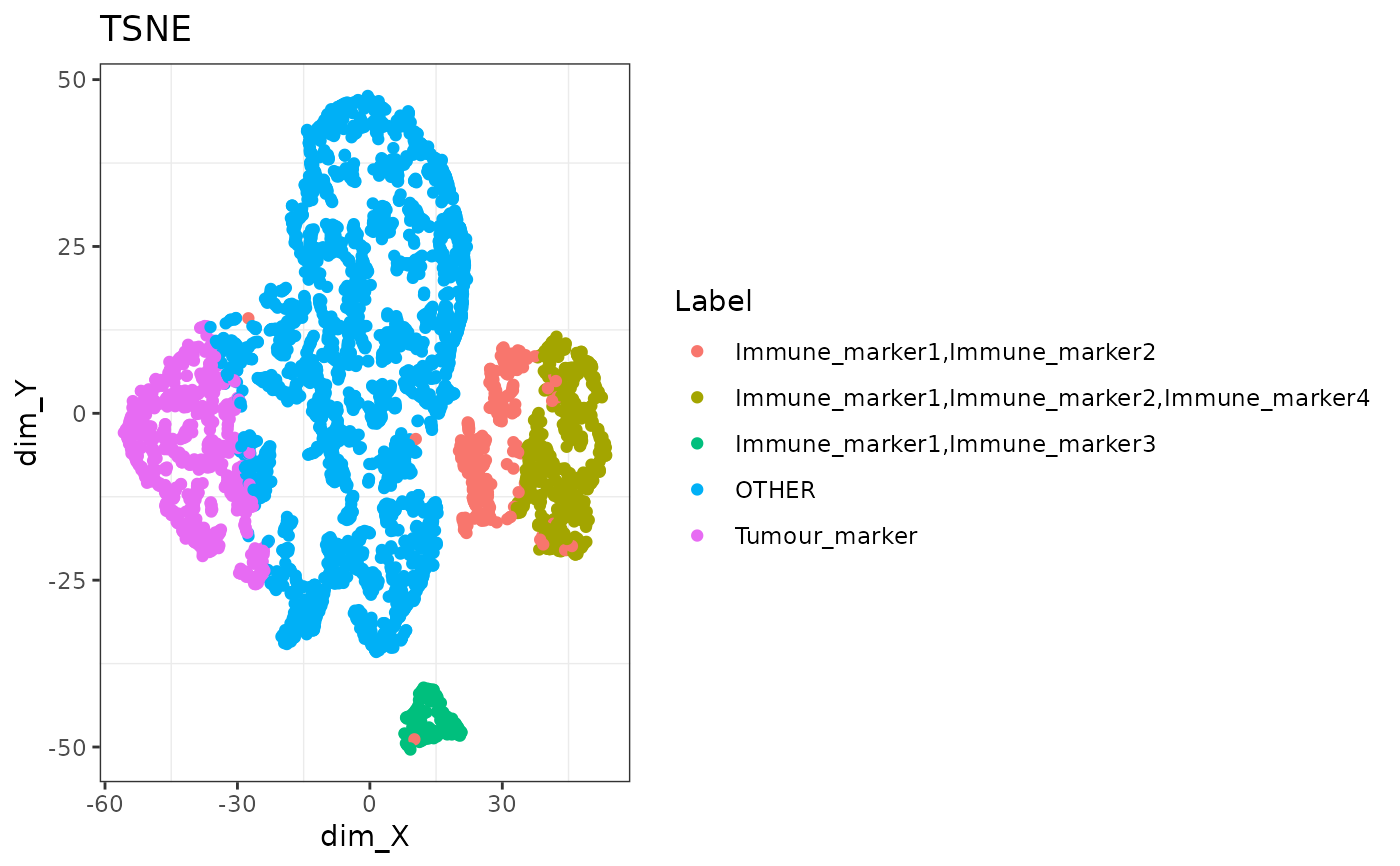 TSNE
50
25
0
-25
-50
dim_Y
-60 -30 0 30
dim_X
Label
Immune_marker1,Immune_marker2
Immune_marker1,Immune_marker2,Immune_marker4
Immune_marker1,Immune_marker3
OTHER
Tumour_marker